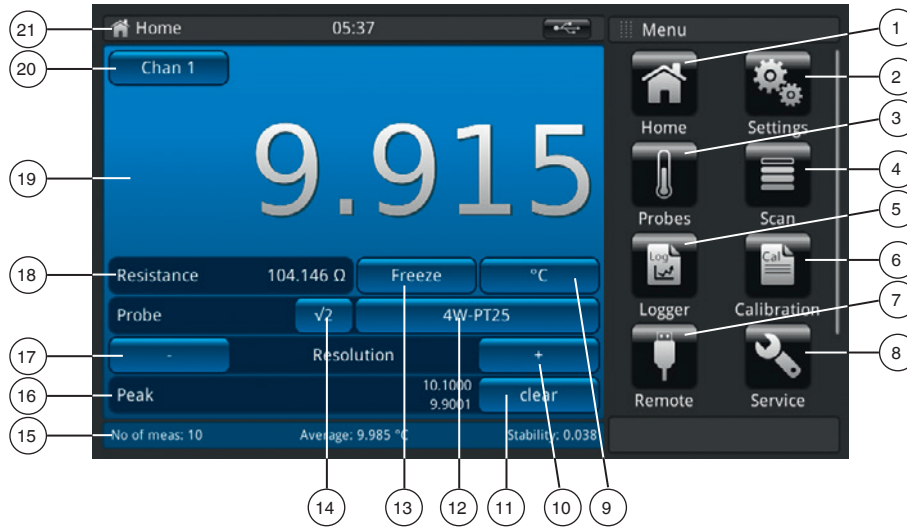 21 Home 05:37 Menu 1
20 Chan 1 2
9.915
Home Settings 3
19 4
Probes Scan 5
18 Resistance 104.146 Ω Freeze °C 6
Logger Calibration
Log Cal
Probe √2 4W-PT25 7
17 - Resolution + 8
16 Peak 10.1000 clear
9.9001
Remote Service
15 No of meas: 10 Average: 9.985 °C Stability: 0.038
14 13 12 11 10 9